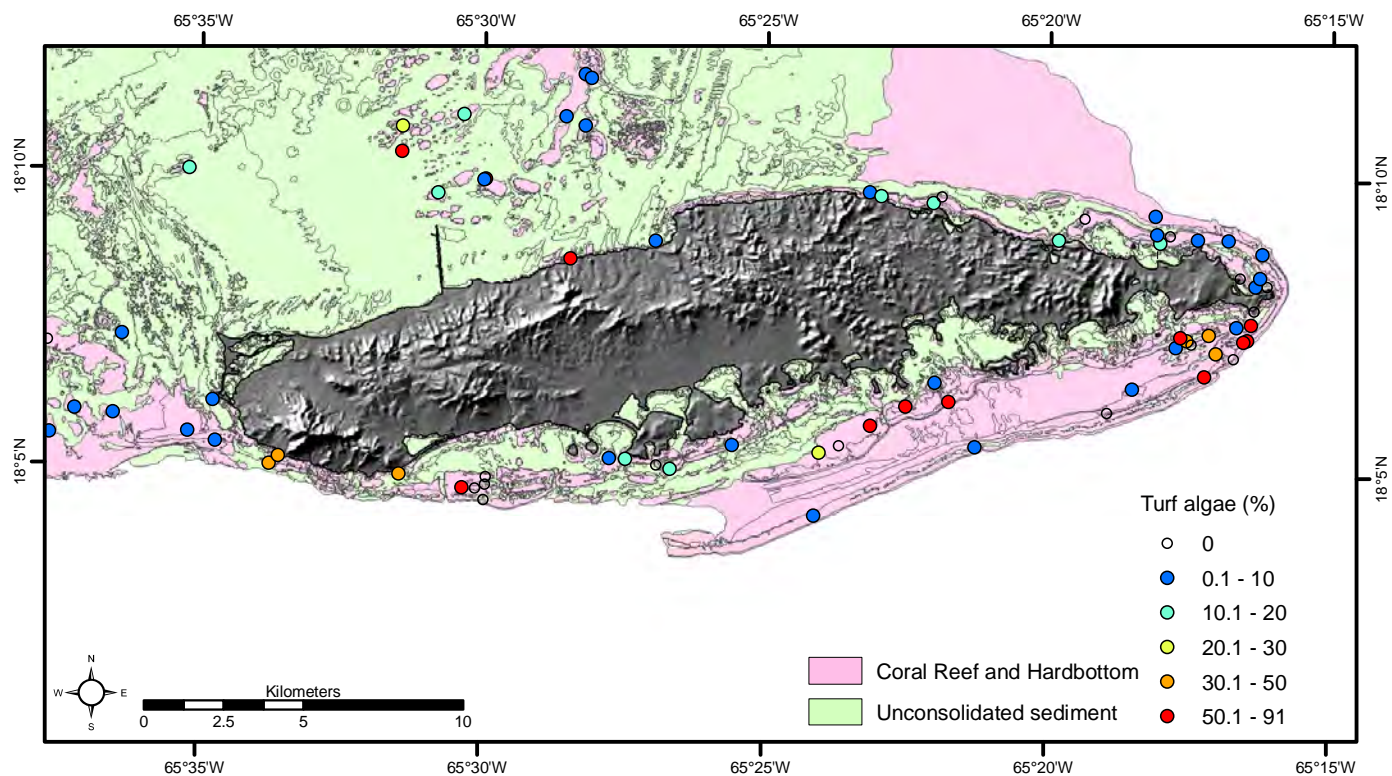 65°35'W 65°30'W 65°25'W 65°20'W 65°15'W
18°10'N 18°10'N
18°5'N 18°5'N
Turf algae (%)
0
0.1 - 10
10.1 - 20
20.1 - 30
30.1 - 50
50.1 - 91
Coral Reef and Hardbottom
Unconsolidated sediment
N
W E
S
Kilometers
0 2.5 5 10
65°35'W 65°30'W 65°25'W 65°20'W 65°15'W